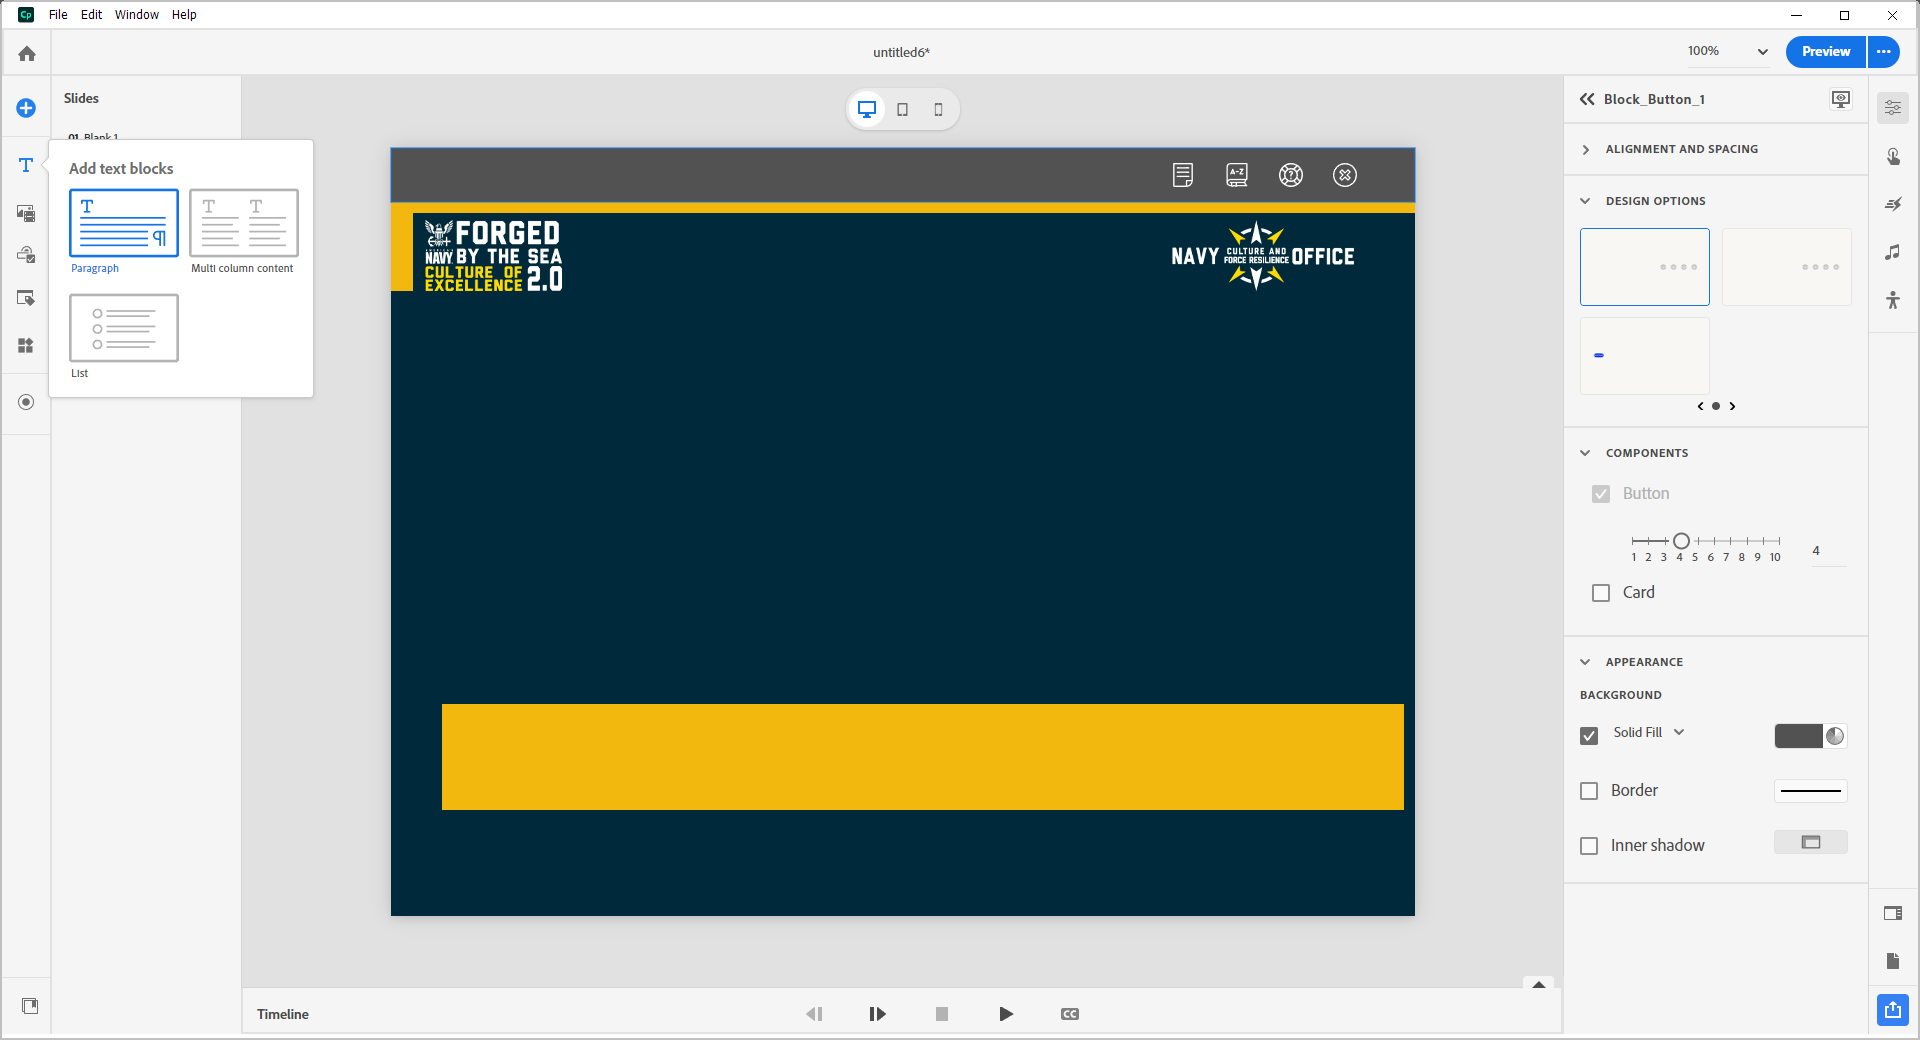 Cp File Edit Window Help
untitled6*
100%
Preview
Slides
01 Blank 1
Add text blocks
Paragraph
Multi column content
List
A-Z
FORGED
NAVY BY THE SEA
CULTURE OF
EXCELLENCE 2.0
NAVY CULTURE AND FORCE RESILIENCE OFFICE
Block_Button_1
ALIGNMENT AND SPACING
DESIGN OPTIONS
COMPONENTS
Button
1 2 3 4 5 6 7 8 9 10
4
Card
APPEARANCE
BACKGROUND
Solid Fill
Border
Inner shadow
Timeline
CC